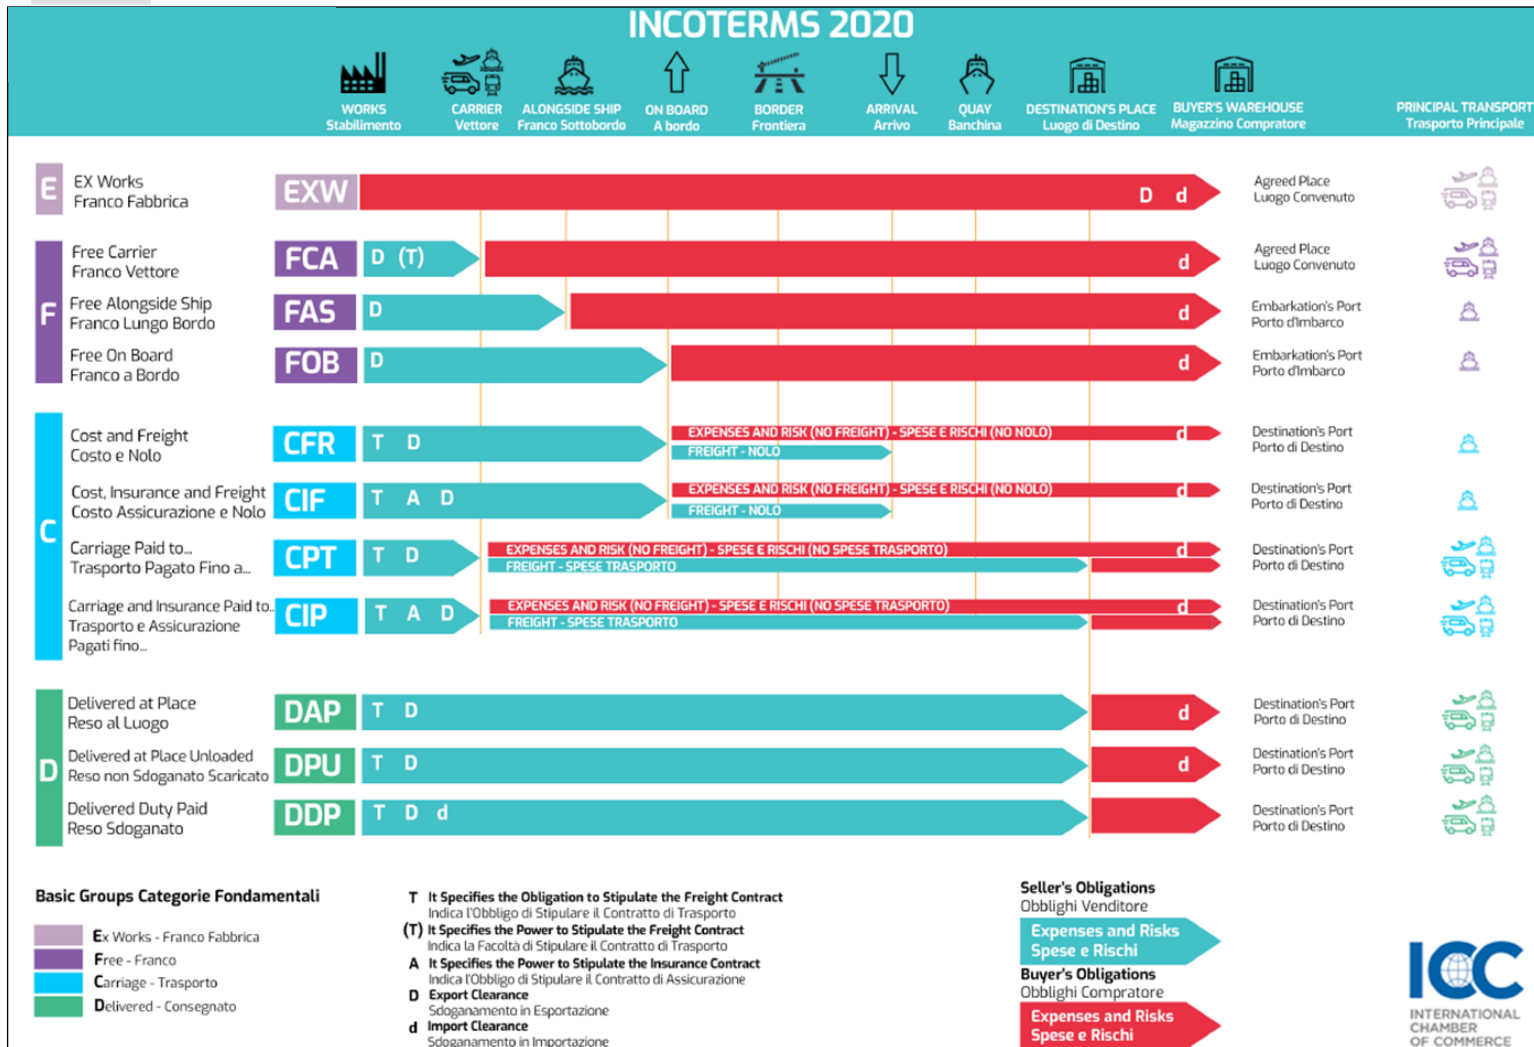 INCOTERMS 2020
WORKS
Stabilimento
CARRIER
Vettore
ALONGSIDE SHIP
Franco Sottobordo
ON BOARD
A bordo
BORDER
Frontiera
ARRIVAL
Arrivo
QUAY
Banchina
DESTINATION'S PLACE
Luogo di Destino
BUYER'S WAREHOUSE
Magazzino Compratore
PRINCIPAL TRANSPORT
Trasporto Principale
E
EX Works
Franco Fabbrica
EXW
D d
Agreed Place
Luogo Convenuto
F
Free Carrier
Franco Vettore
FCA
D (T)
d
Agreed Place
Luogo Convenuto
Free Alongside Ship
Franco Lungo Bordo
FAS
D
d
Embarkation's Port
Porto d'Imbarco
Free On Board
Franco a Bordo
FOB
D
d
Embarkation's Port
Porto d'Imbarco
C
Cost and Freight
Costo e Nolo
CFR
T D
EXPENSES AND RISK (NO FREIGHT) - SPESE E RISCHI (NO NOLO)
d
FREIGHT - NOLO
Destination's Port
Porto di Destino
Cost, Insurance and Freight
Costo Assicurazione e Nolo
CIF
T A D
EXPENSES AND RISK (NO FREIGHT) - SPESE E RISCHI (NO NOLO)
d
FREIGHT - NOLO
Destination's Port
Porto di Destino
Carriage Paid to...
Trasporto Pagato Fino a...
CPT
T D
EXPENSES AND RISK (NO FREIGHT) - SPESE E RISCHI (NO SPESE TRASPORTO)
d
FREIGHT - SPESE TRASPORTO
Destination's Port
Porto di Destino
Carriage and Insurance Paid to...
Trasporto e Assicurazione
Pagati fino...
CIP
T A D
EXPENSES AND RISK (NO FREIGHT) - SPESE E RISCHI (NO SPESE TRASPORTO)
d
FREIGHT - SPESE TRASPORTO
Destination's Port
Porto di Destino
D
Delivered at Place
Reso al Luogo
DAP
T D
d
Destination's Port
Porto di Destino
Delivered at Place Unloaded
Reso non Sdoganato Scaricato
DPU
T D
d
Destination's Port
Porto di Destino
Delivered Duty Paid
Reso Sdoganato
DDP
T D d
Destination's Port
Porto di Destino
Basic Groups Categorie Fondamentali
Ex Works - Franco Fabbrica
Free - Franco
Carriage - Trasporto
Delivered - Consegnato
T It Specifies the Obligation to Stipulate the Freight Contract
Indica l'Obbligo di Stipulare il Contratto di Trasporto
(T) It Specifies the Power to Stipulate the Freight Contract
Indica la Facoltà di Stipulare il Contratto di Trasporto
A It Specifies the Power to Stipulate the Insurance Contract
Indica l'Obbligo di Stipulare il Contratto di Assicurazione
D Export Clearance
Sdoganamento in Esportazione
d Import Clearance
Sdoganamento in Importazione
Seller's Obligations
Obblighi Venditore
Expenses and Risks
Spese e Rischi
Buyer's Obligations
Obblighi Compratore
Expenses and Risks
Spese e Rischi
ICC
INTERNATIONAL
CHAMBER
OF COMMERCE